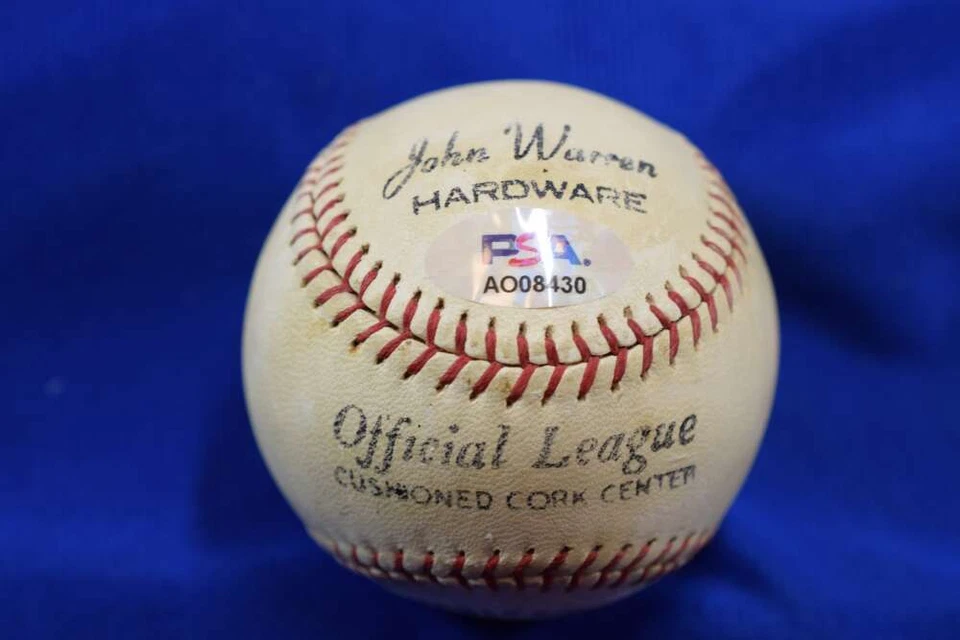 John Warren
HARDWARE
PSA.
AO08430
Official League
CUSHIONED CORK CENTER